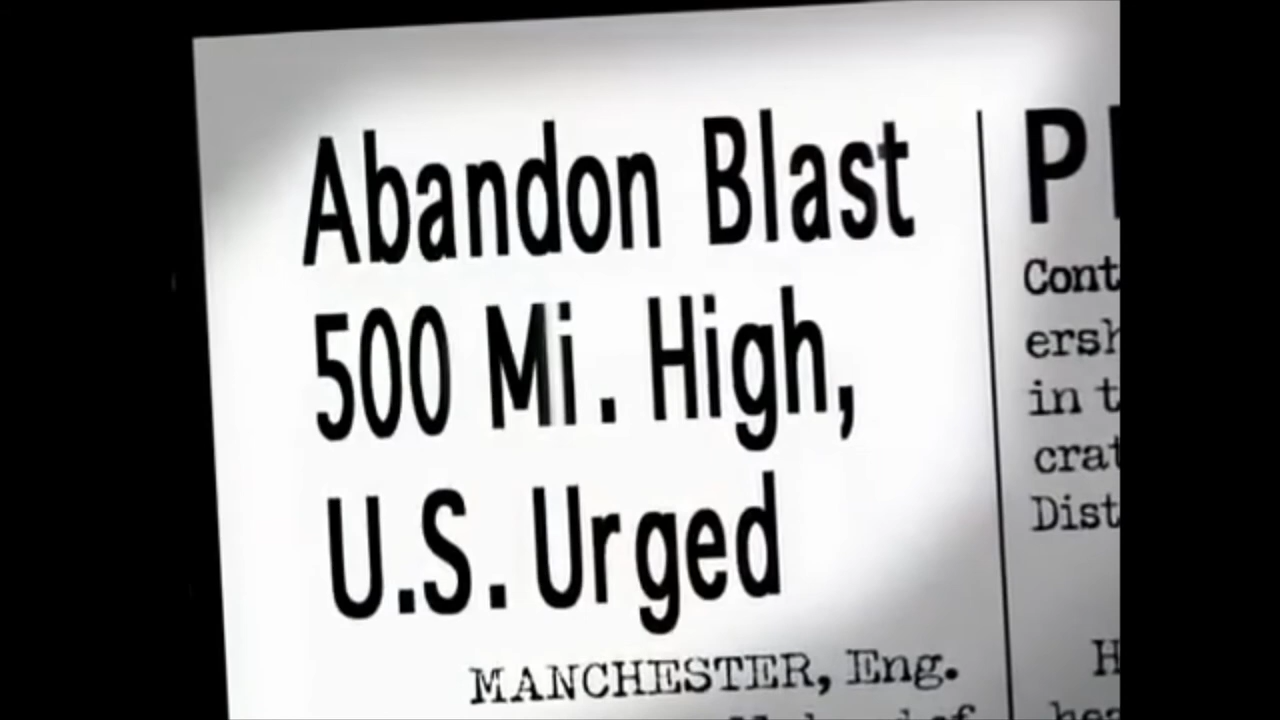 Abandon Blast
500 Mi. High,
U.S. Urged
MANCHESTER, Eng.
P
Cont
ersh
in t
crat
Dist
H